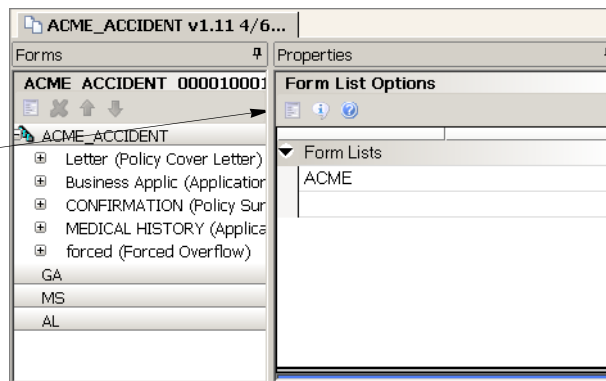 ACME_ACCIDENT v1.11 4/6...
Forms
ACME ACCIDENT 000010001
ACME_ACCIDENT
Letter (Policy Cover Letter)
Business Applic (Application
CONFIRMATION (Policy Sur
MEDICAL HISTORY (Applica
forced (Forced Overflow)
GA
MS
AL
Properties
Form List Options
Form Lists
ACME